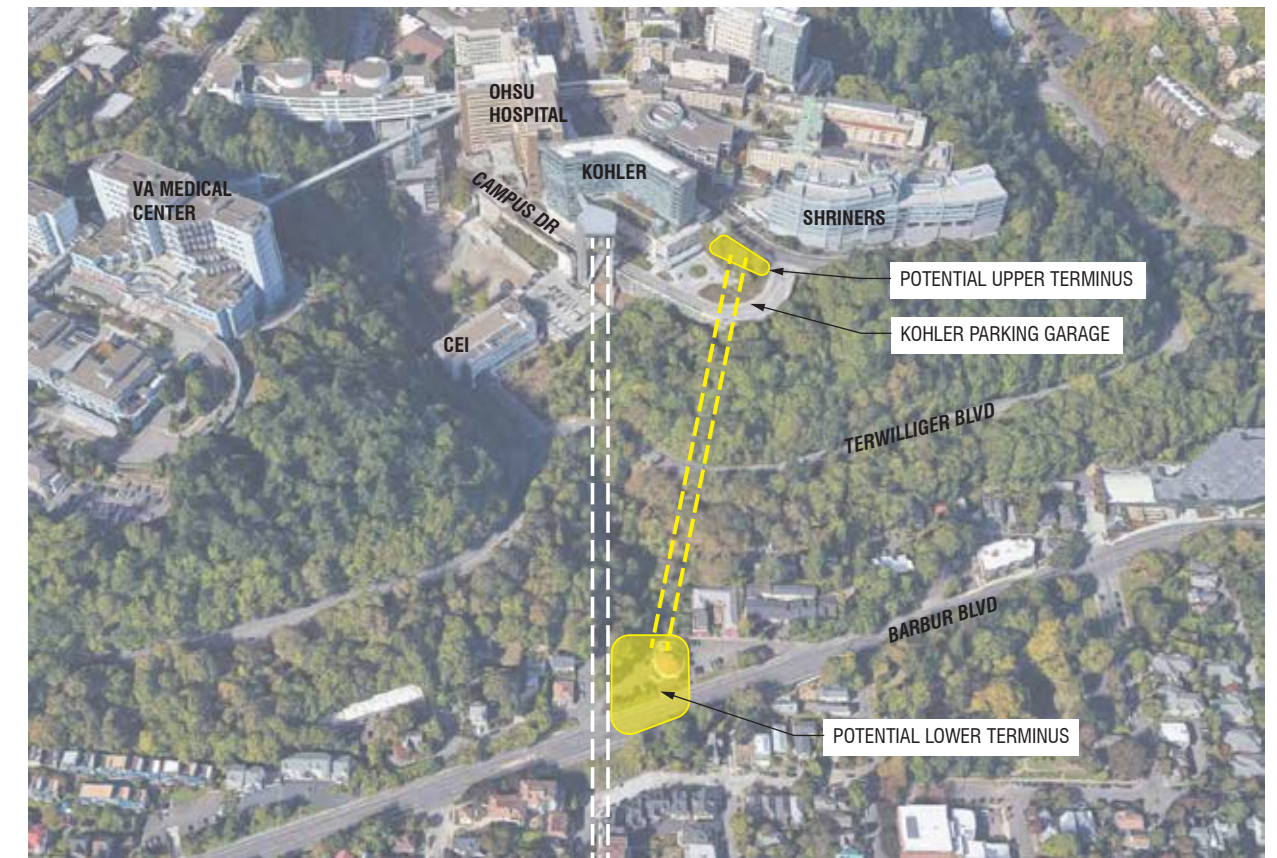 OHSU
HOSPITAL
KOHLER
VA MEDICAL
CENTER
CAMPUS DR
SHRINERS
POTENTIAL UPPER TERMINUS
KOHLER PARKING GARAGE
CEI
TERWILLIGER BLVD
BARBUR BLVD
POTENTIAL LOWER TERMINUS